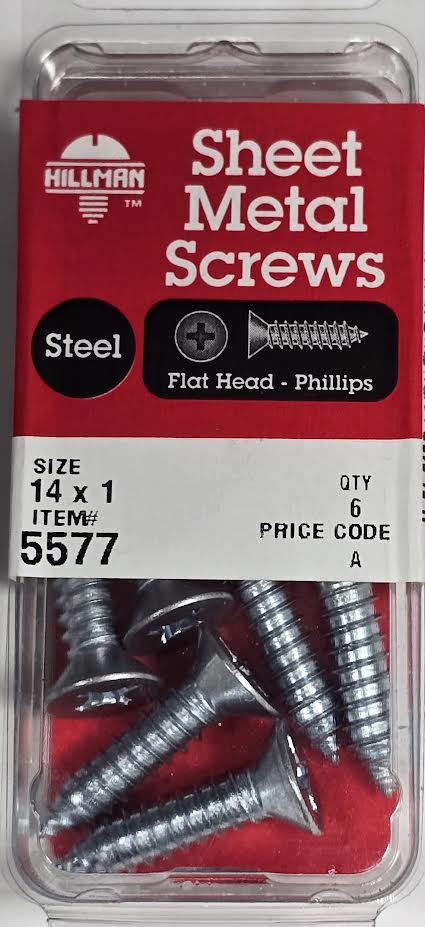 HILLMAN
TM
Sheet
Metal
Screws
Steel
Flat Head - Phillips
SIZE
14 x 1
ITEM#
5577
QTY
6
PRICE CODE
A